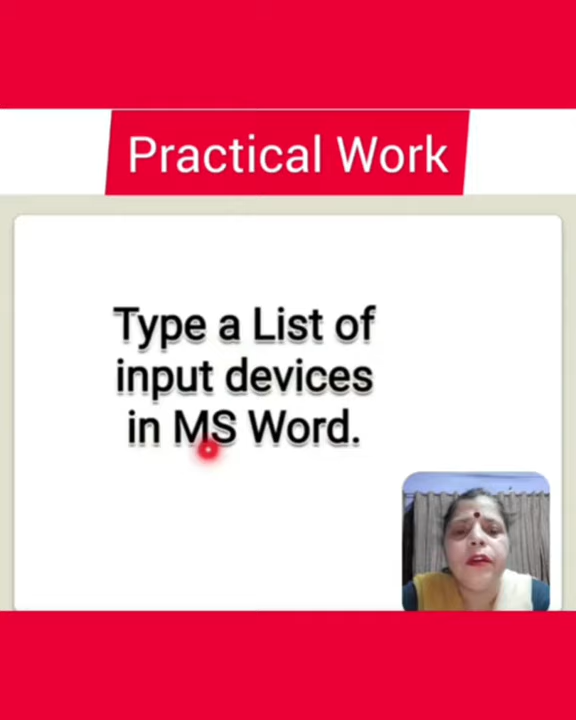 Practical Work
Type a List of
input devices
in MS Word.